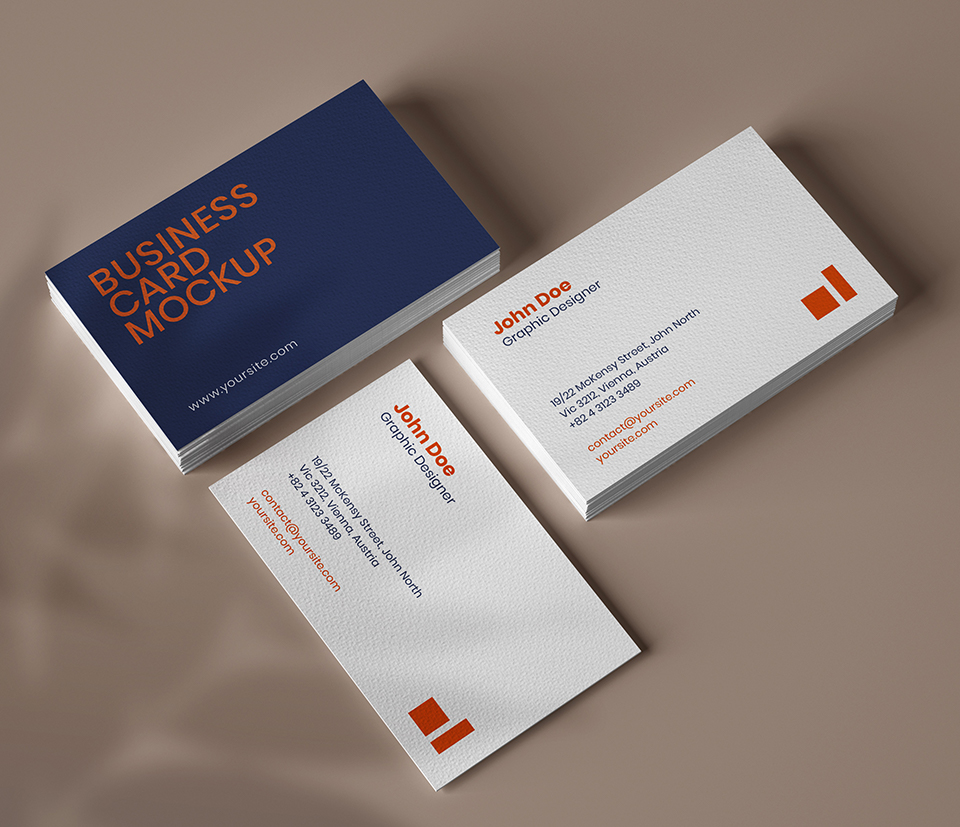 BUSINESS
CARD
MOCKUP
www.yoursite.com
John Doe
Graphic Designer
19/22 McKensy Street, John North
Vic 3212, Vienna, Austria
+82 4 3123 3489
contact@yoursite.com
yoursite.com
John Doe
Graphic Designer
19/22 McKensy Street, John North
Vic 3212, Vienna, Austria
+82 4 3123 3489
contact@yoursite.com
yoursite.com